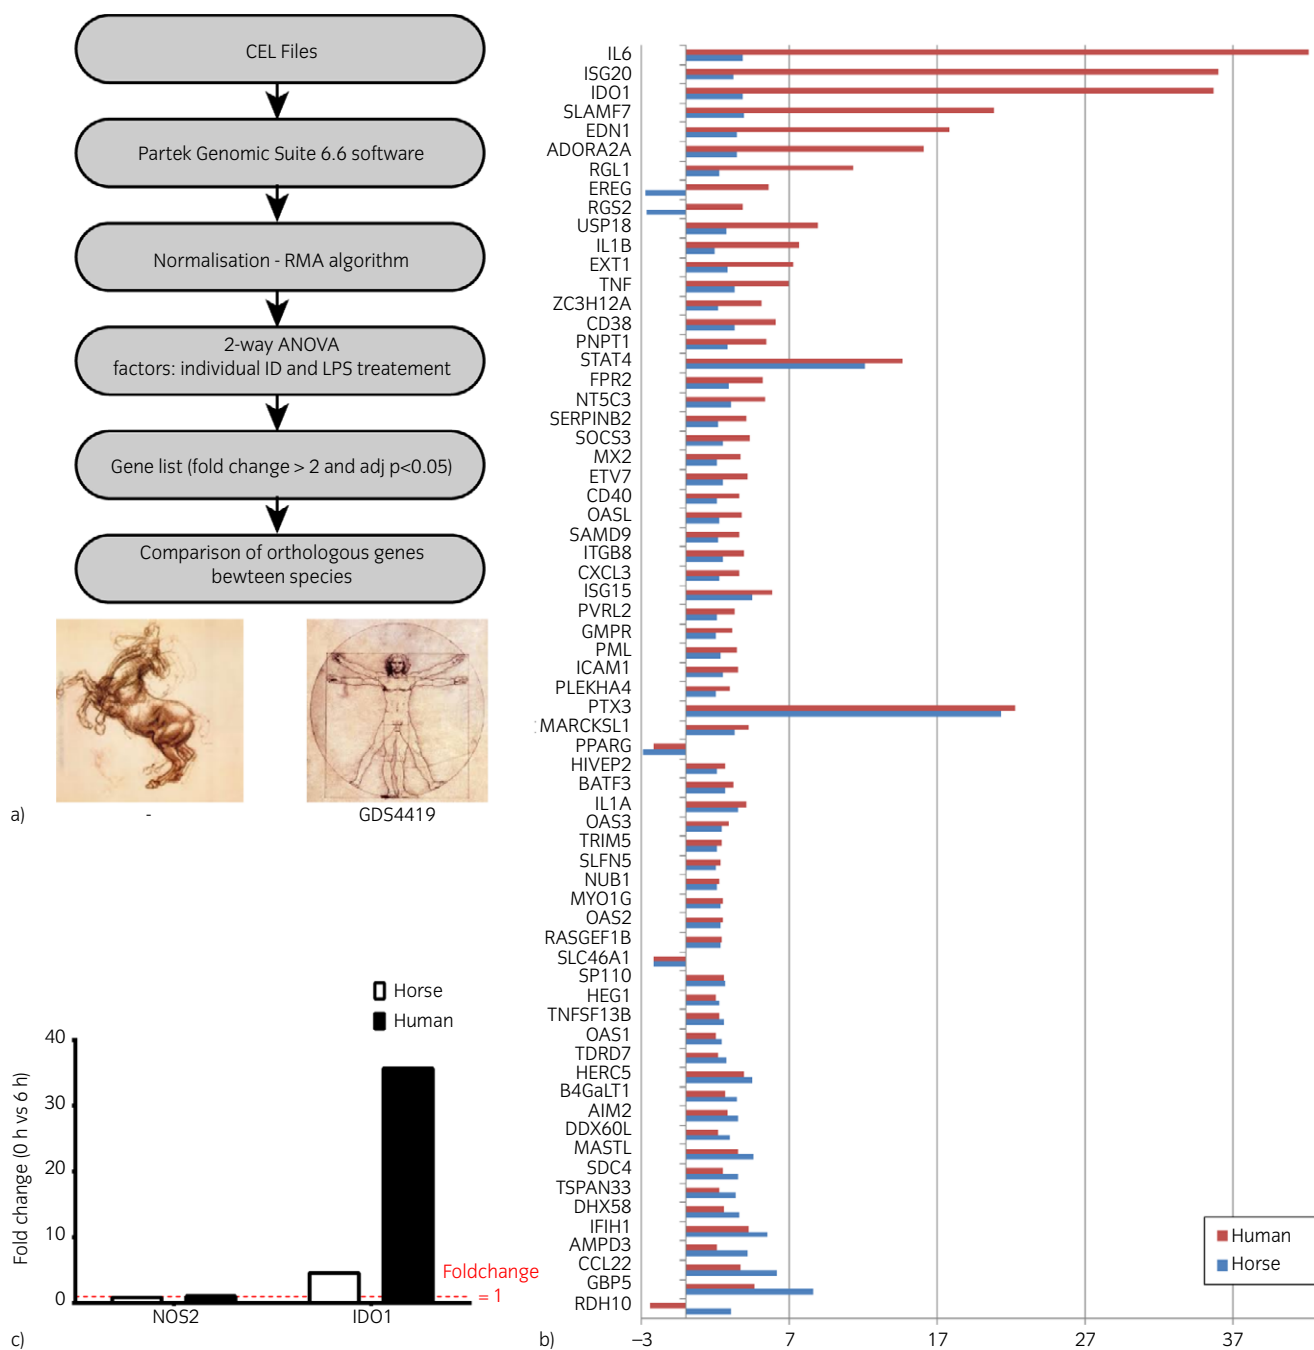 CEL Files
Partek Genomic Suite 6.6 software
Normalisation - RMA algorithm
2-way ANOVA
factors: individual ID and LPS treatement
Gene list (fold change > 2 and adj p<0.05)
Comparison of orthologous genes
bewteen species
-
GDS4419
a)
Horse
Human
Fold change (0 h vs 6 h)
40
30
20
10
0
Foldchange
= 1
NOS2
IDO1
c)
IL6
ISG20
IDO1
SLAMF7
EDN1
ADORA2A
RGL1
EREG
RGS2
USP18
IL1B
EXT1
TNF
ZC3H12A
CD38
PNPT1
STAT4
FPR2
NT5C3
SERPINB2
SOCS3
MX2
ETV7
CD40
OASL
SAMD9
ITGB8
CXCL3
ISG15
PVRL2
GMPR
PML
ICAM1
PLEKHA4
PTX3
MARCKSL1
PPARG
HIVEP2
BATF3
IL1A
OAS3
TRIM5
SLFN5
NUB1
MYO1G
OAS2
RASGEF1B
SLC46A1
SP110
HEG1
TNFSF13B
OAS1
TDRD7
HERC5
B4GaLT1
AIM2
DDX60L
MASTL
SDC4
TSPAN33
DHX58
IFIH1
AMPD3
CCL22
GBP5
RDH10
Human
Horse
–3
7
17
27
37
b)